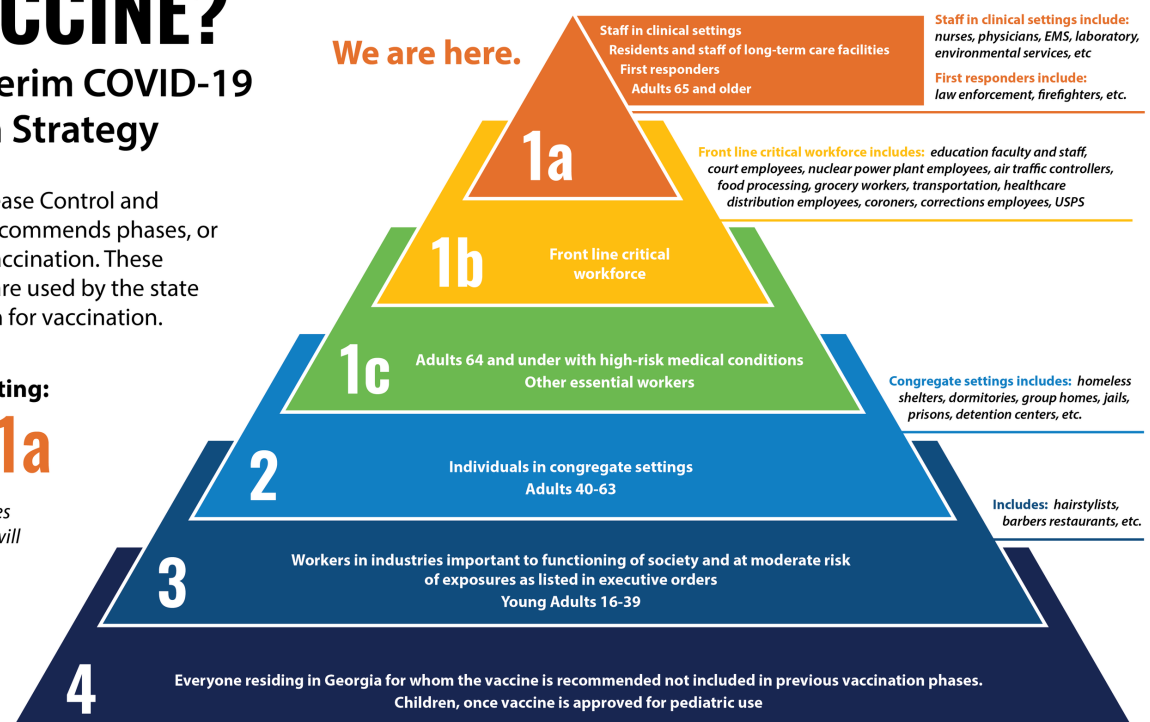 CCINE?
erim COVID-19
Strategy
ase Control and
commends phases, or
ccination. These
re used by the state
for vaccination.
ting:
1a
es
will
We are here.
Staff in clinical settings
Residents and staff of long-term care facilities
First responders
Adults 65 and older
Staff in clinical settings include:
nurses, physicians, EMS, laboratory,
environmental services, etc
First responders include:
law enforcement, firefighters, etc.
1a
Front line critical workforce includes: education faculty and staff,
court employees, nuclear power plant employees, air traffic controllers,
food processing, grocery workers, transportation, healthcare
distribution employees, coroners, corrections employees, USPS
1b
Front line critical
workforce
1c
Adults 64 and under with high-risk medical conditions
Other essential workers
Congregate settings includes: homeless
shelters, dormitories, group homes, jails,
prisons, detention centers, etc.
2
Individuals in congregate settings
Adults 40-63
Includes: hairstylists,
barbers restaurants, etc.
3
Workers in industries important to functioning of society and at moderate risk
of exposures as listed in executive orders
Young Adults 16-39
4
Everyone residing in Georgia for whom the vaccine is recommended not included in previous vaccination phases.
Children, once vaccine is approved for pediatric use